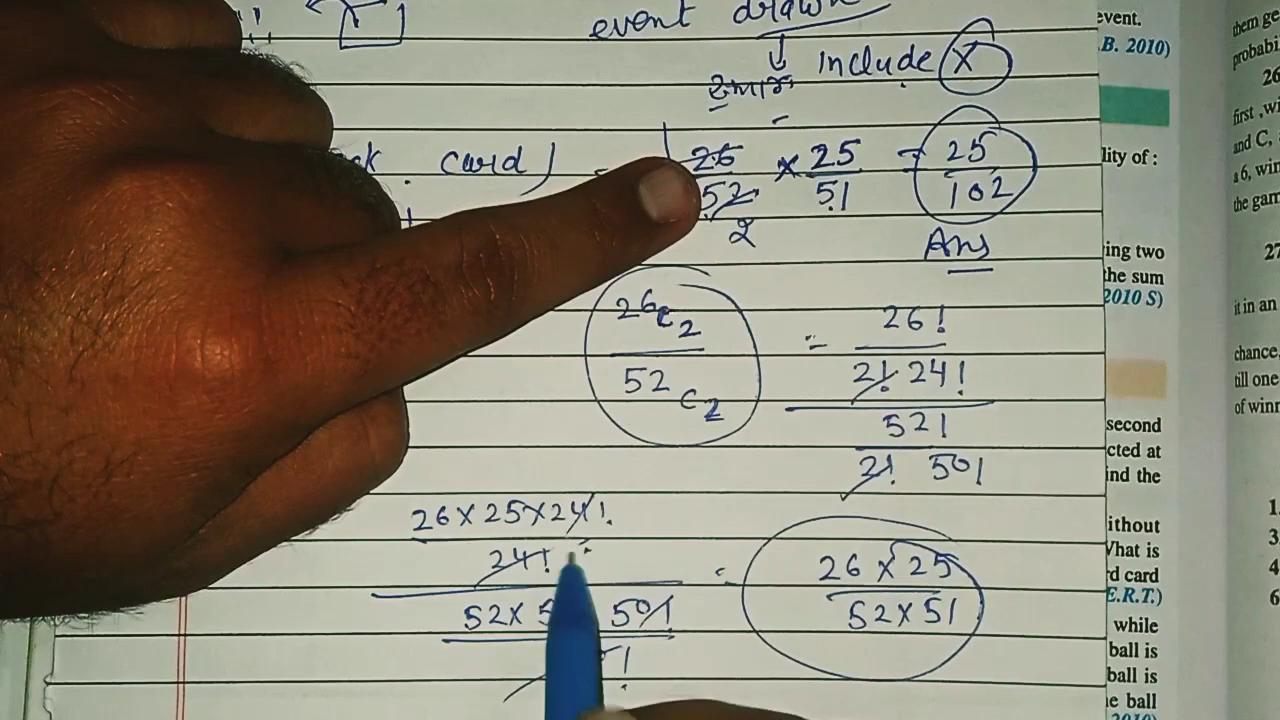 event drawn
event.
B. 2010)
include X
हमारा
card) = 26/52 × 25/51 = 25/102
2
Ans
lity of :
ing two
the sum
2010 S)
26C2/52C2 = 26!/2! 24! / 52!/2! 50!
second
cted at
ind the
26×25×24!
24!
= 26×25/52×51
52× 50!
ithout
What is
rd card
E.R.T.)
while
ball is
ball is
e ball
2010)
them ge
probabi
26
first ,wi
and C,
a 6, win
the gam
27
it in an
chance,
till one
of winn
1.
3.
4.
6.